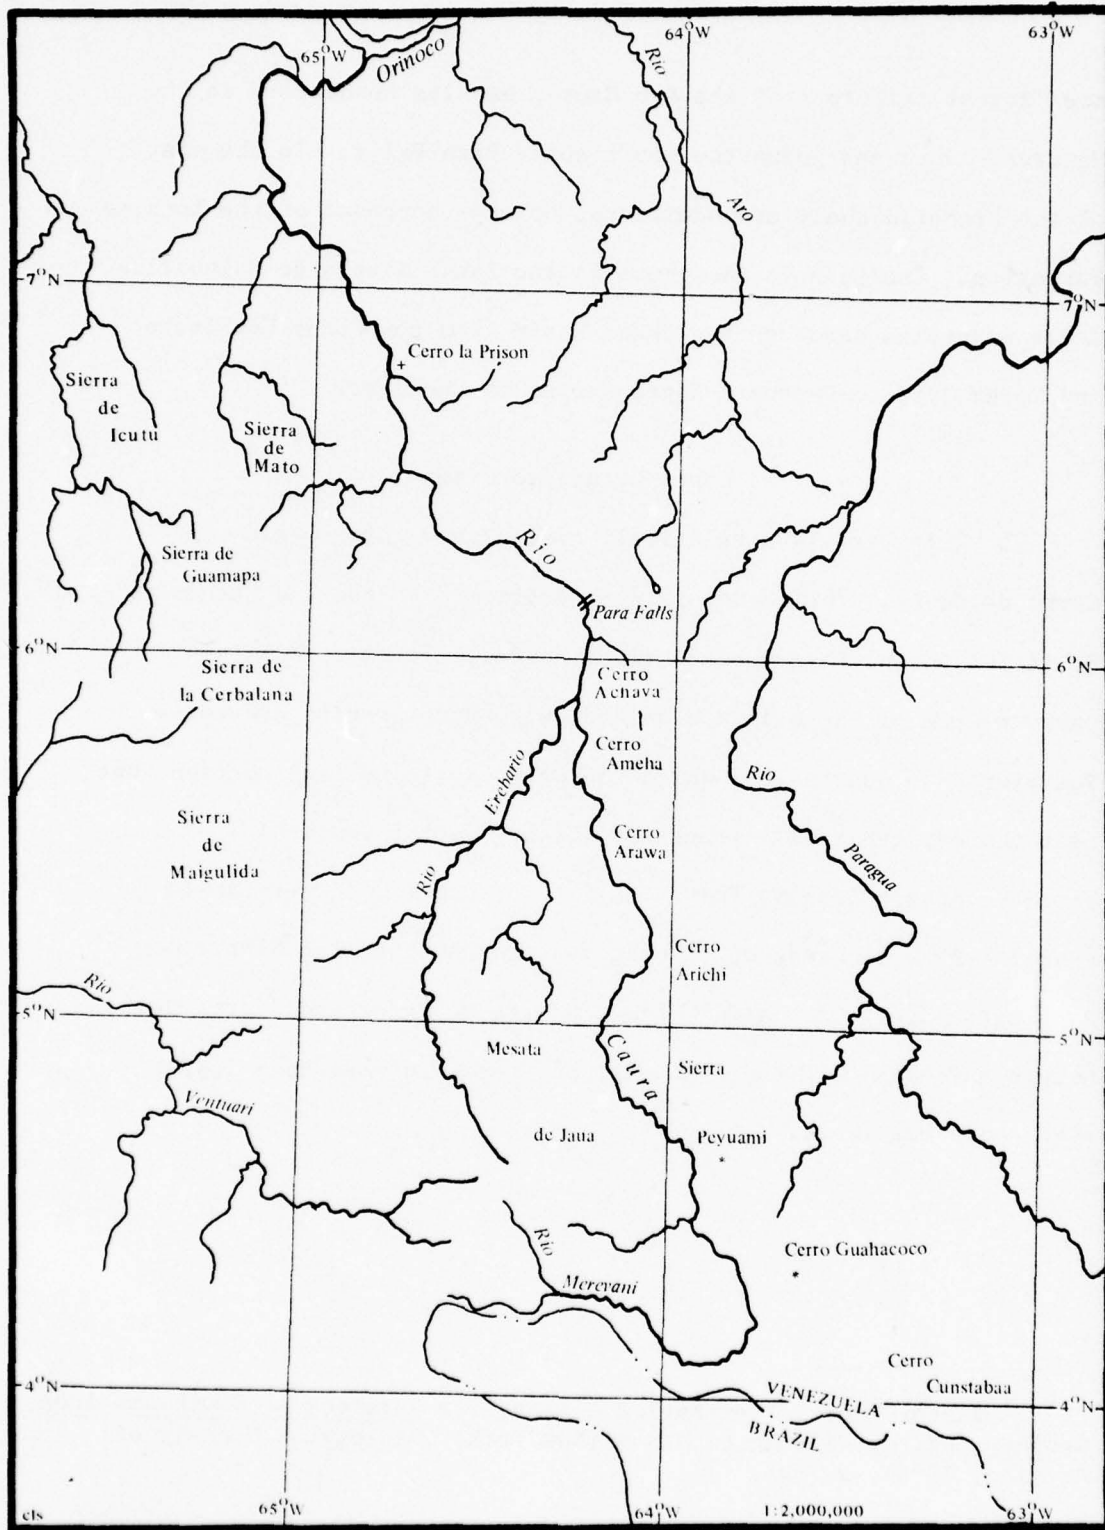 65°W
64°W
63°W
Orinoco
Rio
Aro
7°N
7°N
Cerro la Prison
Sierra
de
Icutu
Sierra
de
Mato
Rio
Sierra de
Guamapa
Para Falls
6°N
6°N
Sierra de
la Cerbalana
Cerro
Achava
Cerro
Ameha
Rio
Erebario
Sierra
de
Maigulida
Cerro
Arawa
Paragua
Rio
Cerro
Arichi
Rio
5°N
5°N
Mesata
Caura
Sierra
Ventuari
de Jaua
Peyuami
Rio
Cerro Guahacoco
Merevani
Cerro
Cunstabaa
4°N
4°N
VENEZUELA
BRAZIL
cls
65°W
64°W
1:2,000,000
63°W